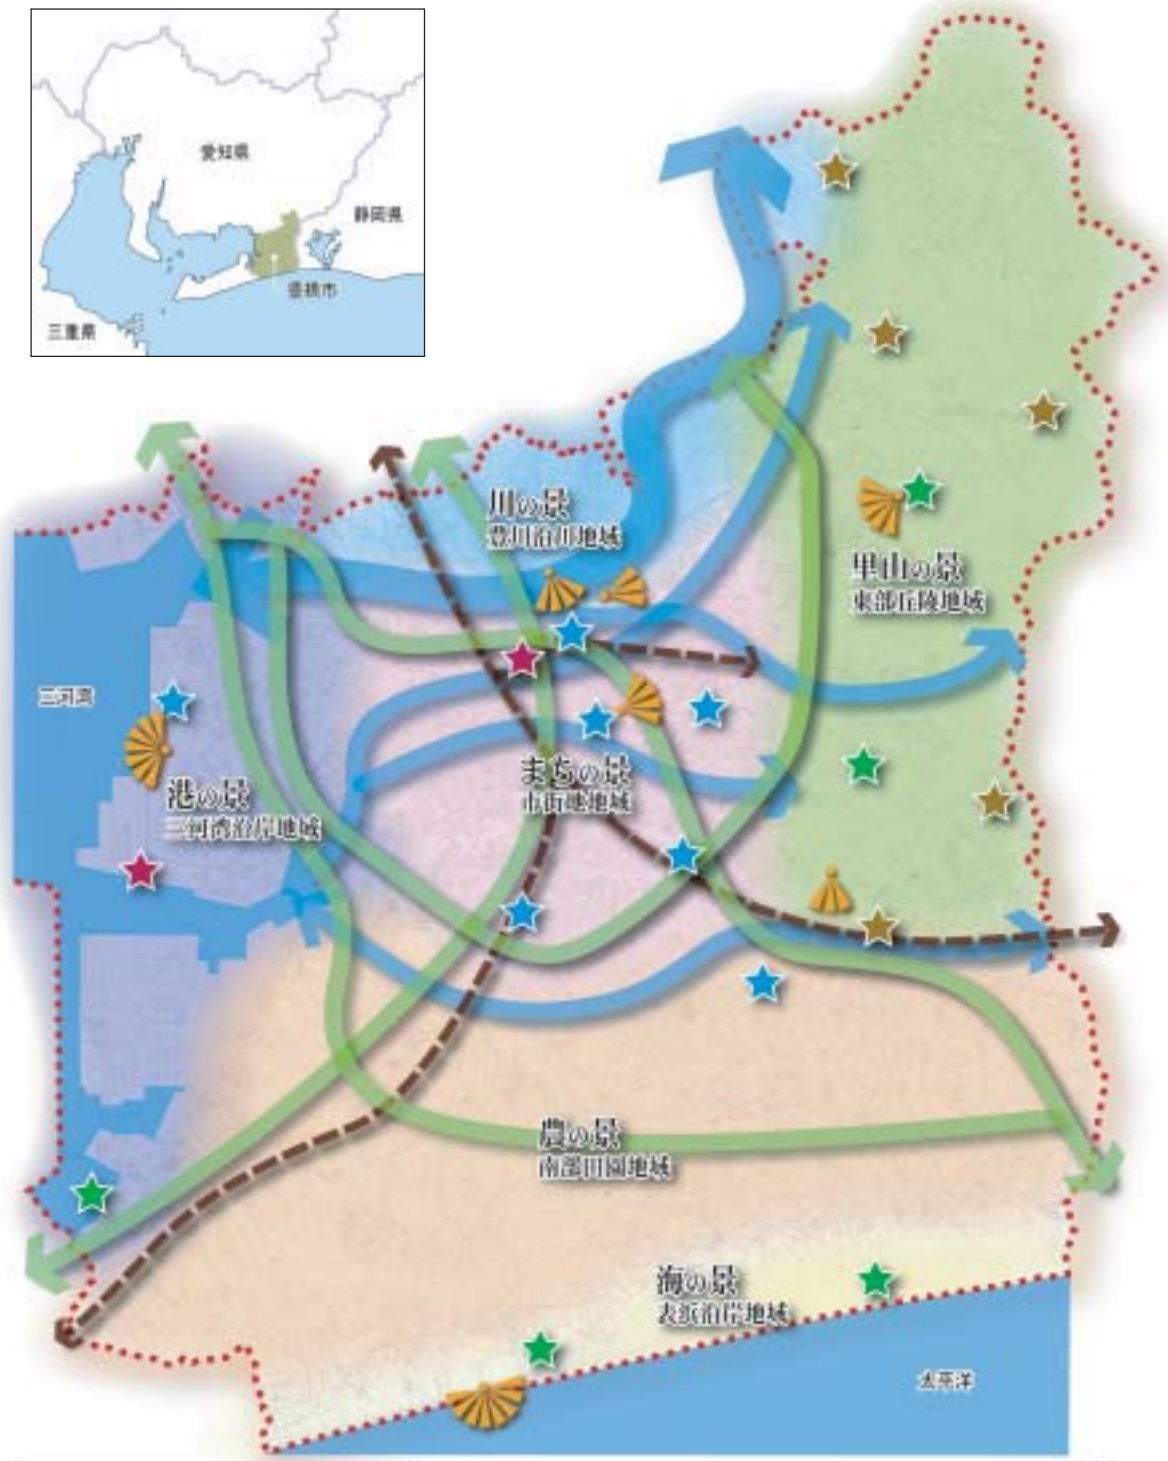 愛知県
静岡県
豊橋市
三重県
川の景
豊川沿川地域
里山の景
東部丘陵地域
三河湾
まちの景
市街地地域
港の景
三河湾沿岸地域
農の景
南部田園地域
海の景
表浜沿岸地域
太平洋